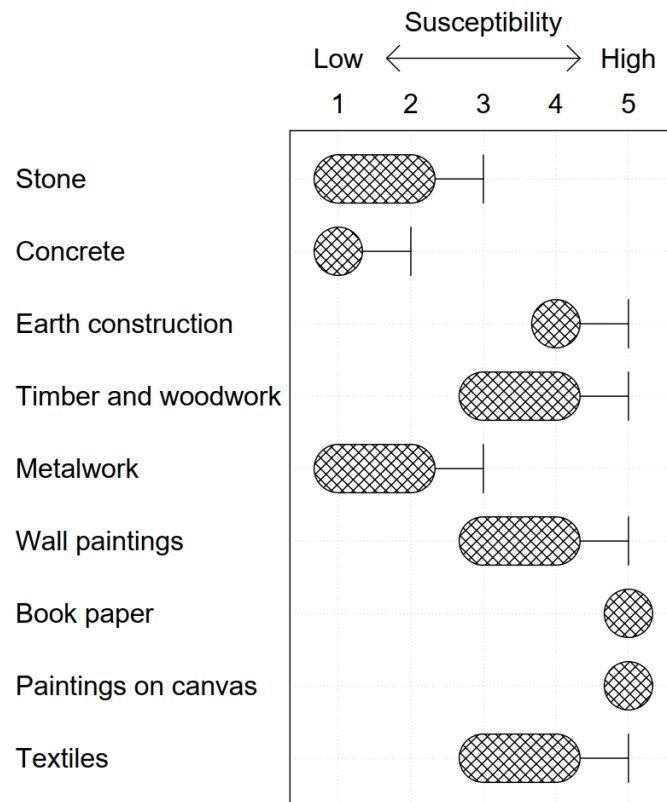 Susceptibility
Low High
1 2 3 4 5
Stone
Concrete
Earth construction
Timber and woodwork
Metalwork
Wall paintings
Book paper
Paintings on canvas
Textiles